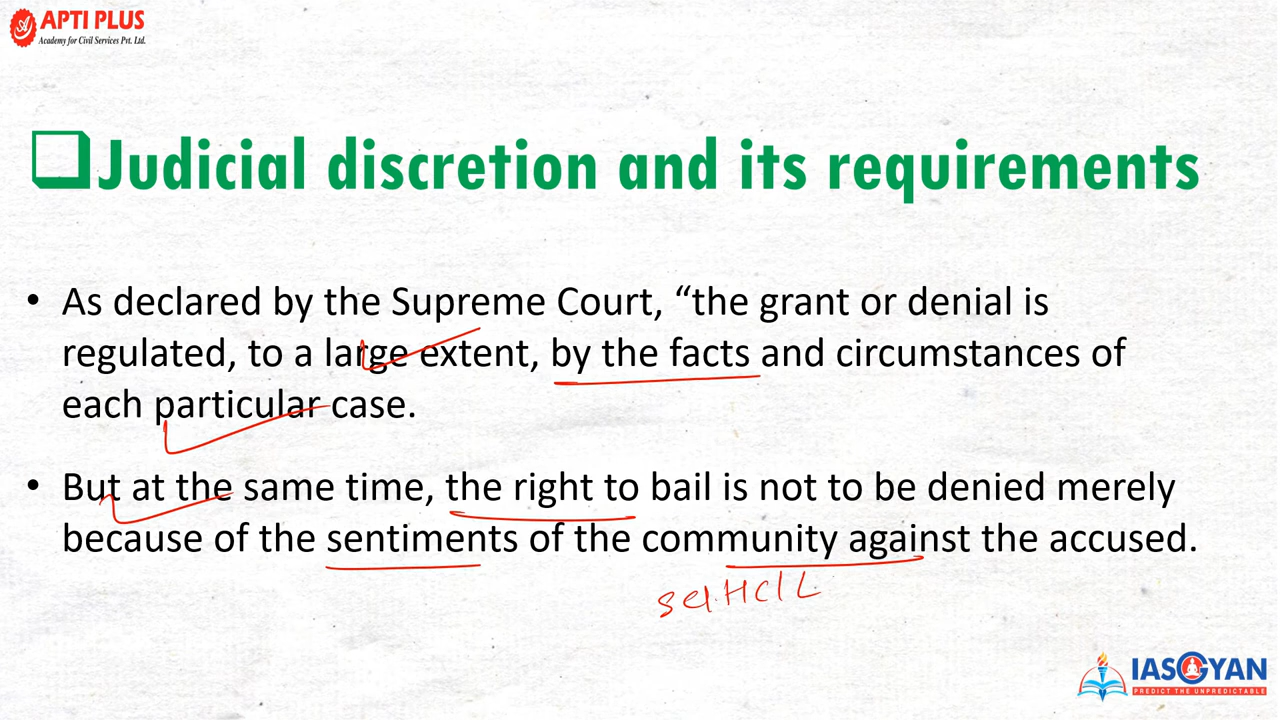 APTI PLUS
Academy for Civil Services Pvt. Ltd.
Judicial discretion and its requirements
• As declared by the Supreme Court, “the grant or denial is
regulated, to a large extent, by the facts and circumstances of
each particular case.
• But at the same time, the right to bail is not to be denied merely
because of the sentiments of the community against the accused.
IASGYAN
PREDICT THE UNPREDICTABLE